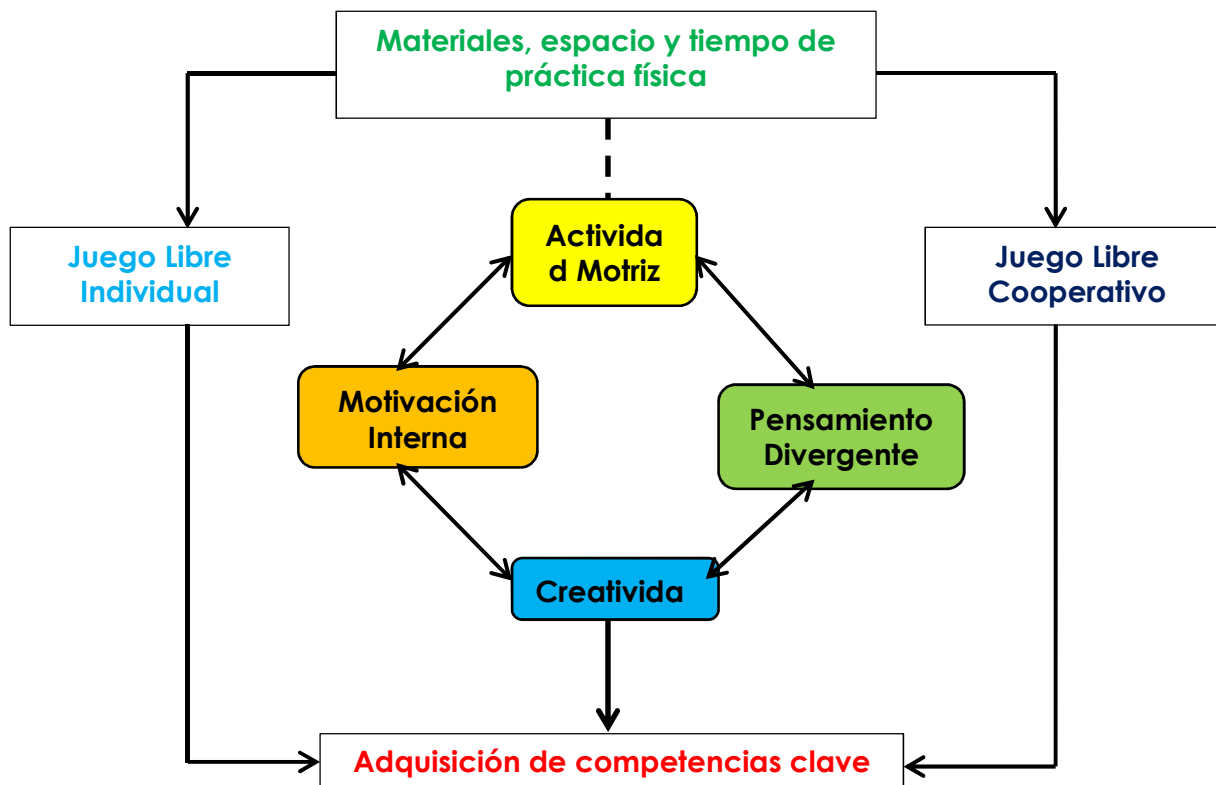 Materiales, espacio y tiempo de
práctica física
Activida
d Motriz
Juego Libre
Individual
Juego Libre
Cooperativo
Motivación
Interna
Pensamiento
Divergente
Creativida
Adquisición de competencias clave